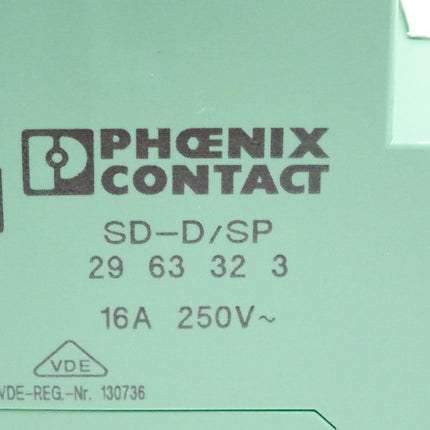 PHŒNIX
CONTACT
SD-D/SP
29 63 32 3
16A 250V~
VDE
VDE-REG.-Nr. 130736